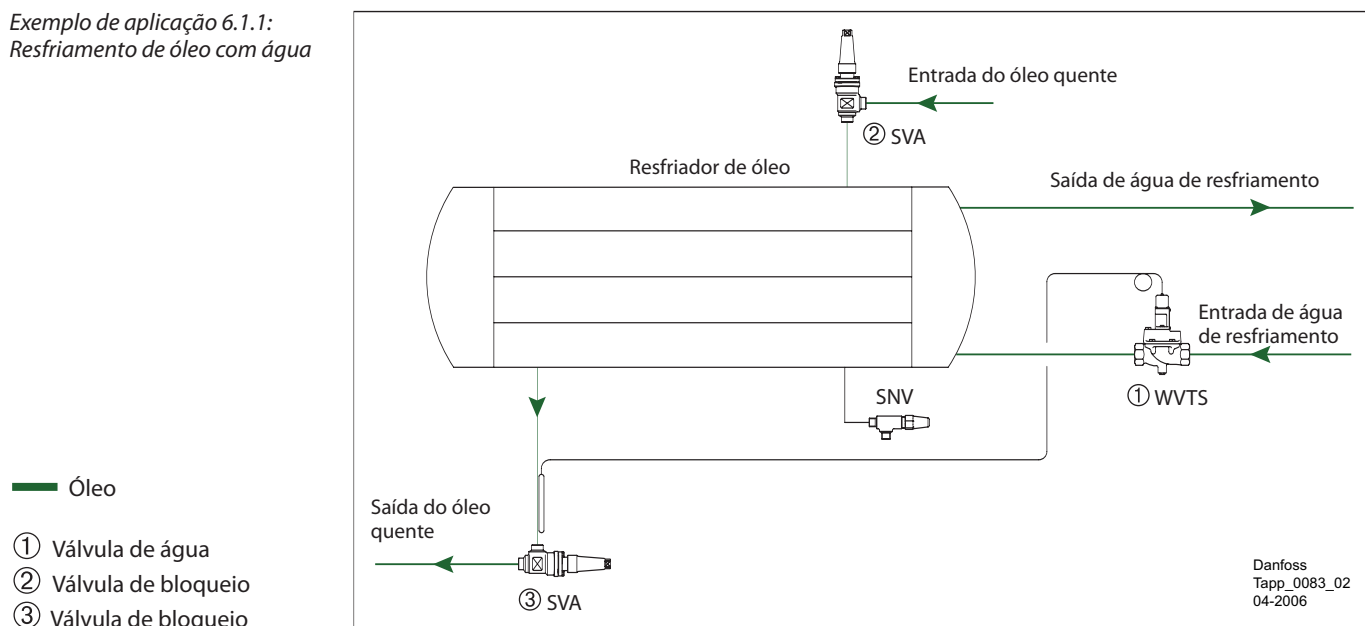 Exemplo de aplicação 6.1.1:
Resfriamento de óleo com água
Entrada do óleo quente
② SVA
Resfriador de óleo
Saída de água de resfriamento
Entrada de água
de resfriamento
① WVTS
SNV
Óleo
Saída do óleo
quente
③ SVA
① Válvula de água
② Válvula de bloqueio
③ Válvula de bloqueio
Danfoss
Tapp_0083_02
04-2006